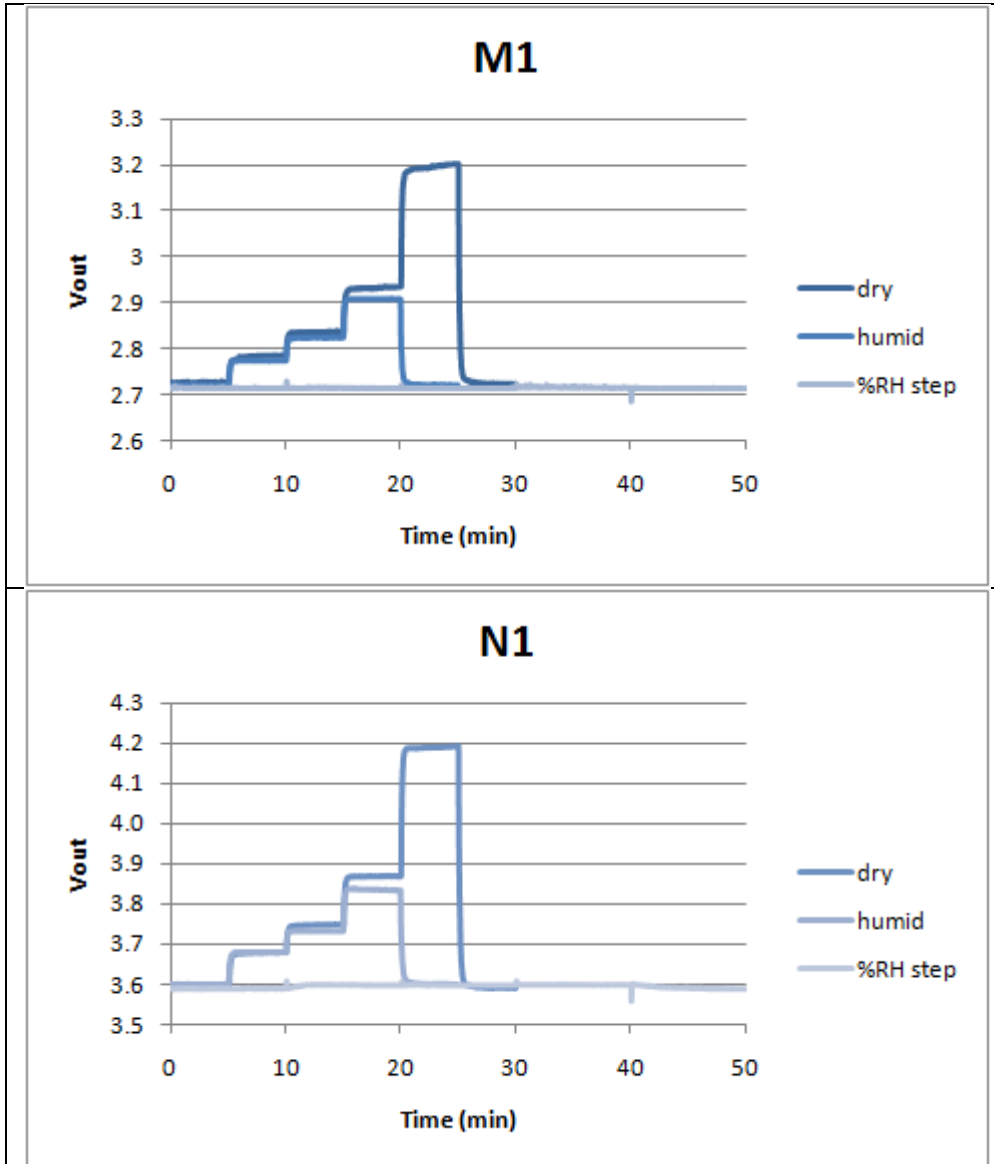 M1
3.3
3.2
3.1
3
2.9
2.8
2.7
2.6
Vout
0 10 20 30 40 50
Time (min)
dry
humid
%RH step
N1
4.3
4.2
4.1
4.0
3.9
3.8
3.7
3.6
3.5
Vout
0 10 20 30 40 50
Time (min)
dry
humid
%RH step